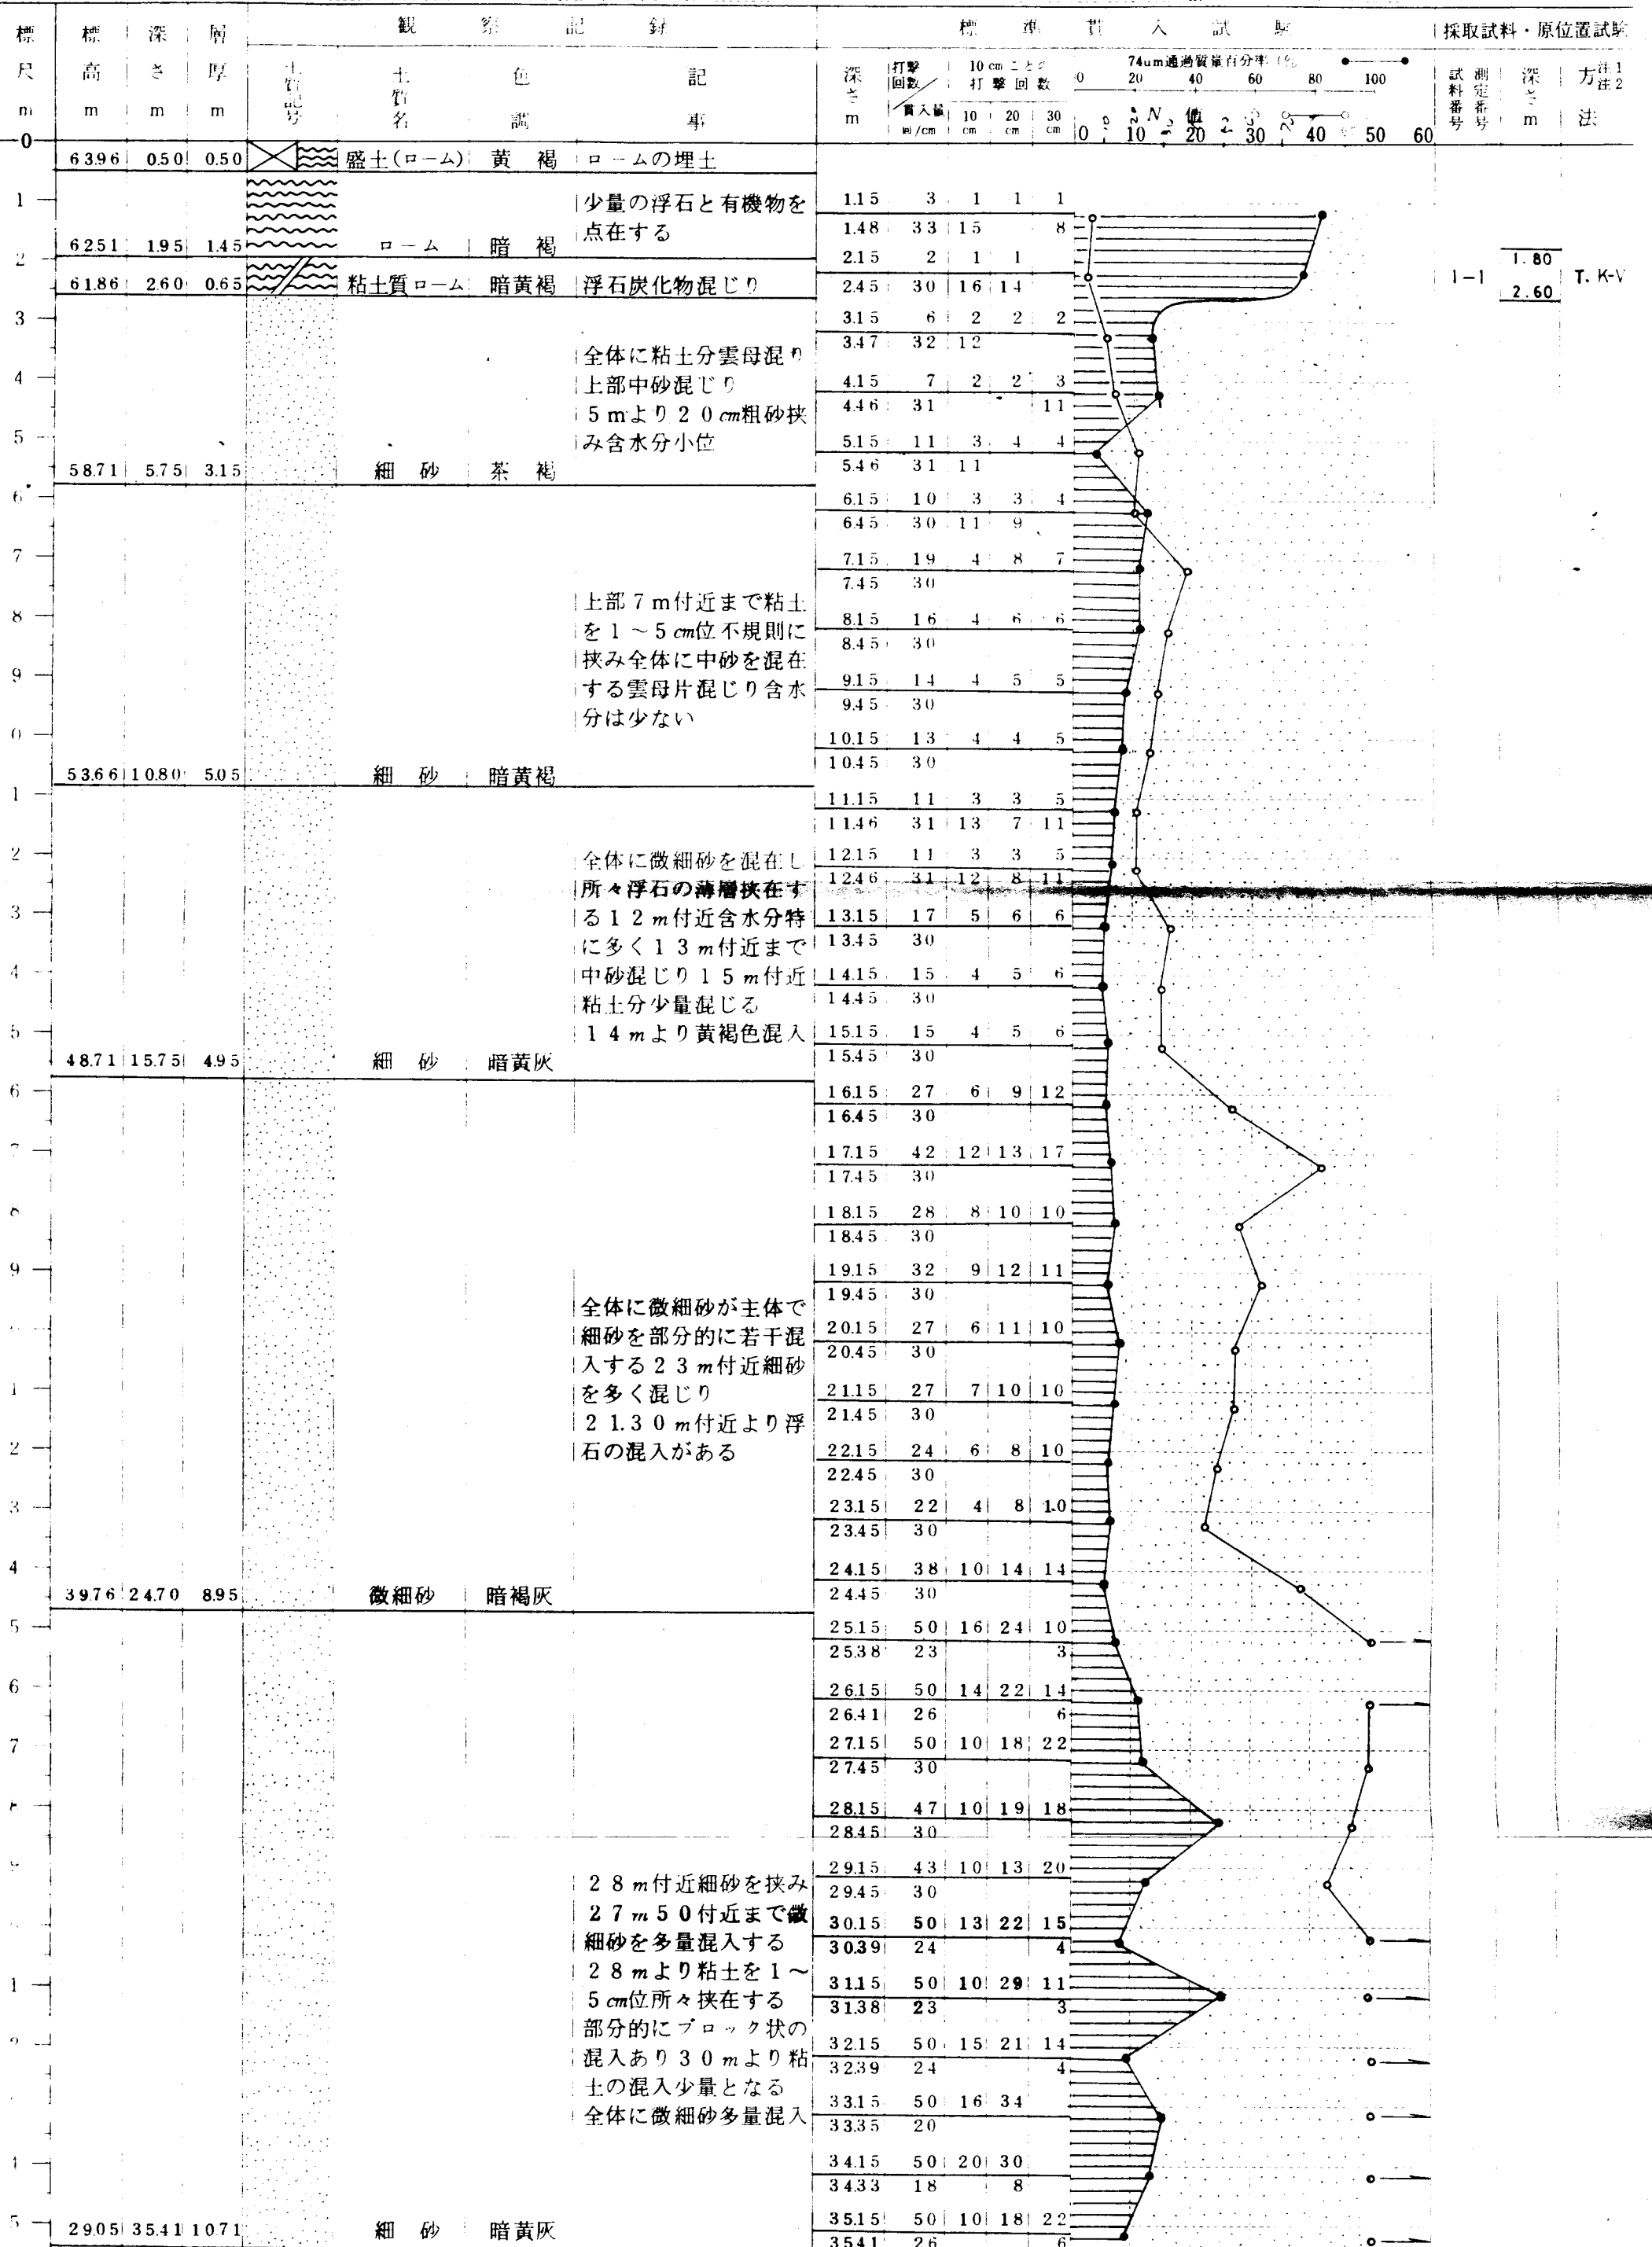 観察記録 標準貫入試験 採取試料・原位置試験
標尺 m 標高 m 深さ m 層厚 m 土質記号 土質名 色調 記事 深さ m 打撃回数/貫入量 回/cm 10cmごとの打撃回数 10cm 20cm 30cm 74um通過質量百分率 N値 試料番号 測定番号 深さ m 方法 注1 注2
0 20 40 60 80 100
0 10 20 30 40 50 60
0
63.96 0.50 0.50 盛土(ローム) 黄褐 ロームの埋土
1 少量の浮石と有機物を 1.15 3 1 1 1
点在する 1.48 33 15 8
62.51 1.95 1.45 ローム 暗褐
2 2.15 2 1 1 1.80
61.86 2.60 0.65 粘土質ローム 暗黄褐 浮石炭化物混じり 2.45 30 16 14 1-1 2.60 T. K-V
3 3.15 6 2 2 2
全体に粘土分雲母混り 3.47 32 12
4 上部中砂混じり 4.15 7 2 2 3
5mより20cm粗砂挟 4.46 31 11
5 み含水分小位 5.15 11 3 4 4
58.71 5.75 3.15 細砂 茶褐 5.46 31 11
6 6.15 10 3 3 4
6.45 30 11 9
7 7.15 19 4 8 7
7.45 30
上部7m付近まで粘土
8 を1～5cm位不規則に 8.15 16 4 6 6
挟み全体に中砂を混在 8.45 30
9 する雲母片混じり含水 9.15 14 4 5 5
分は少ない 9.45 30
0 10.15 13 4 4 5
53.66 10.80 5.05 細砂 暗黄褐 10.45 30
1 11.15 11 3 3 5
11.46 31 13 7 11
2 全体に微細砂を混在し 12.15 11 3 3 5
所々浮石の薄層挟在す 12.46 31 12 8 11
3 る12m付近含水分特 13.15 17 5 6 6
に多く13m付近まで 13.45 30
4 中砂混じり15m付近 14.15 15 4 5 6
粘土分少量混じる 14.45 30
5 14mより黄褐色混入 15.15 15 4 5 6
48.71 15.75 4.95 細砂 暗黄灰 15.45 30
6 16.15 27 6 9 12
16.45 30
7 17.15 42 12 13 17
17.45 30
18.15 28 8 10 10
18.45 30
9 19.15 32 9 12 11
19.45 30
全体に微細砂が主体で
細砂を部分的に若干混 20.15 27 6 11 10
入する23m付近細砂 20.45 30
1 を多く混じり 21.15 27 7 10 10
21.30m付近より浮 21.45 30
2 石の混入がある 22.15 24 6 8 10
22.45 30
3 23.15 22 4 8 10
23.45 30
4 24.15 38 10 14 14
39.76 24.70 8.95 微細砂 暗褐灰 24.45 30
5 25.15 50 16 24 10
25.38 23 3
6 26.15 50 14 22 14
26.41 26 6
7 27.15 50 10 18 22
27.45 30
28.15 47 10 19 18
28.45 30
29.15 43 10 13 20
28m付近細砂を挟み 29.45 30
27m50付近まで微 30.15 50 13 22 15
細砂を多量混入する 30.39 24 4
1 28mより粘土を1～ 31.15 50 10 29 11
5cm位所々挟在する 31.38 23 3
部分的にブロック状の 32.15 50 15 21 14
混入あり30mより粘 32.39 24 4
土の混入少量となる 33.15 50 16 34
全体に微細砂多量混入 33.35 20
34.15 50 20 30
34.33 18 8
5 29.05 35.41 10.71 細砂 暗黄灰 35.15 50 10 18 22
35.41 26 6